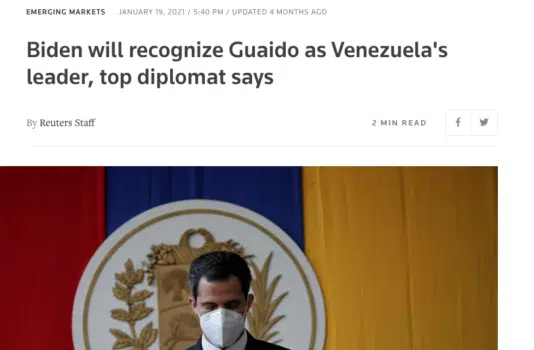 EMERGING MARKETS JANUARY 19, 2021 / 5:40 PM / UPDATED 4 MONTHS AGO
Biden will recognize Guaido as Venezuela's
leader, top diplomat says
By Reuters Staff 2 MIN READ